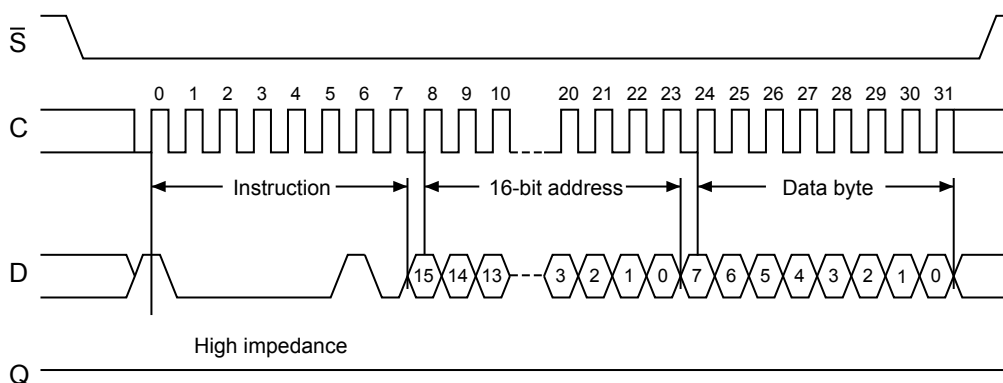 S̅
0 1 2 3 4 5 6 7 8 9 10 20 21 22 23 24 25 26 27 28 29 30 31
C
Instruction 16-bit address Data byte
D
15 14 13 3 2 1 0 7 6 5 4 3 2 1 0
High impedance
Q